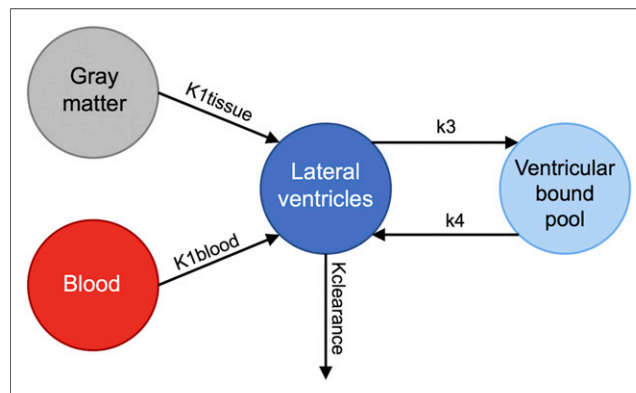 Gray
matter
K1tissue
Blood
K1blood
Lateral
ventricles
Kclearance
k3
k4
Ventricular
bound
pool